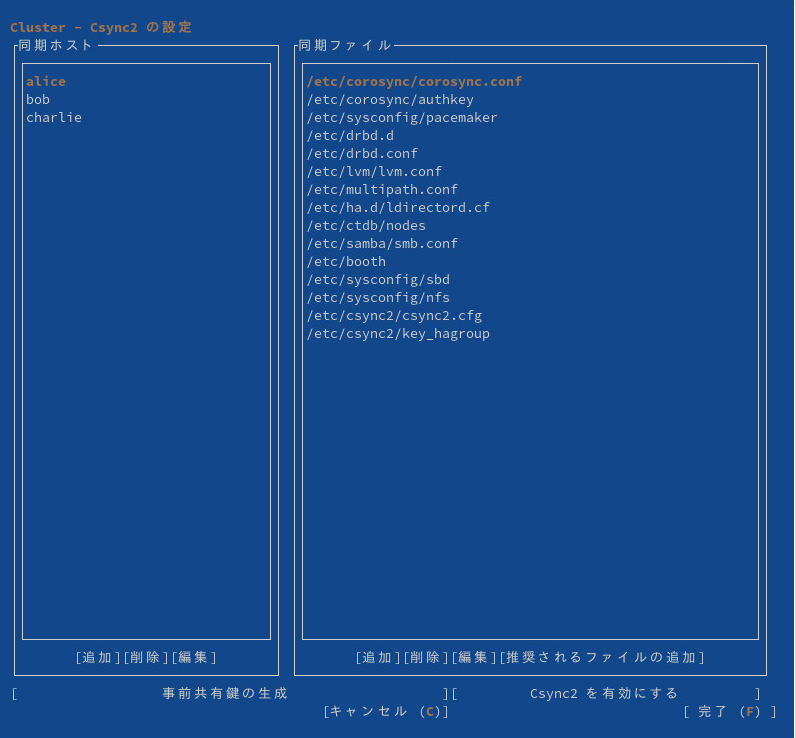 Cluster - Csync2 の設定
同期ホスト
alice
bob
charlie
[追加][削除][編集]
同期ファイル
/etc/corosync/corosync.conf
/etc/corosync/authkey
/etc/sysconfig/pacemaker
/etc/drbd.d
/etc/drbd.conf
/etc/lvm/lvm.conf
/etc/multipath.conf
/etc/ha.d/ldirectord.cf
/etc/ctdb/nodes
/etc/samba/smb.conf
/etc/booth
/etc/sysconfig/sbd
/etc/sysconfig/nfs
/etc/csync2/csync2.cfg
/etc/csync2/key_hagroup
[追加][削除][編集][推奨されるファイルの追加]
[ 事前共有鍵の生成 ][ Csync2 を有効にする ]
[キャンセル (C)] [ 完了 (F) ]